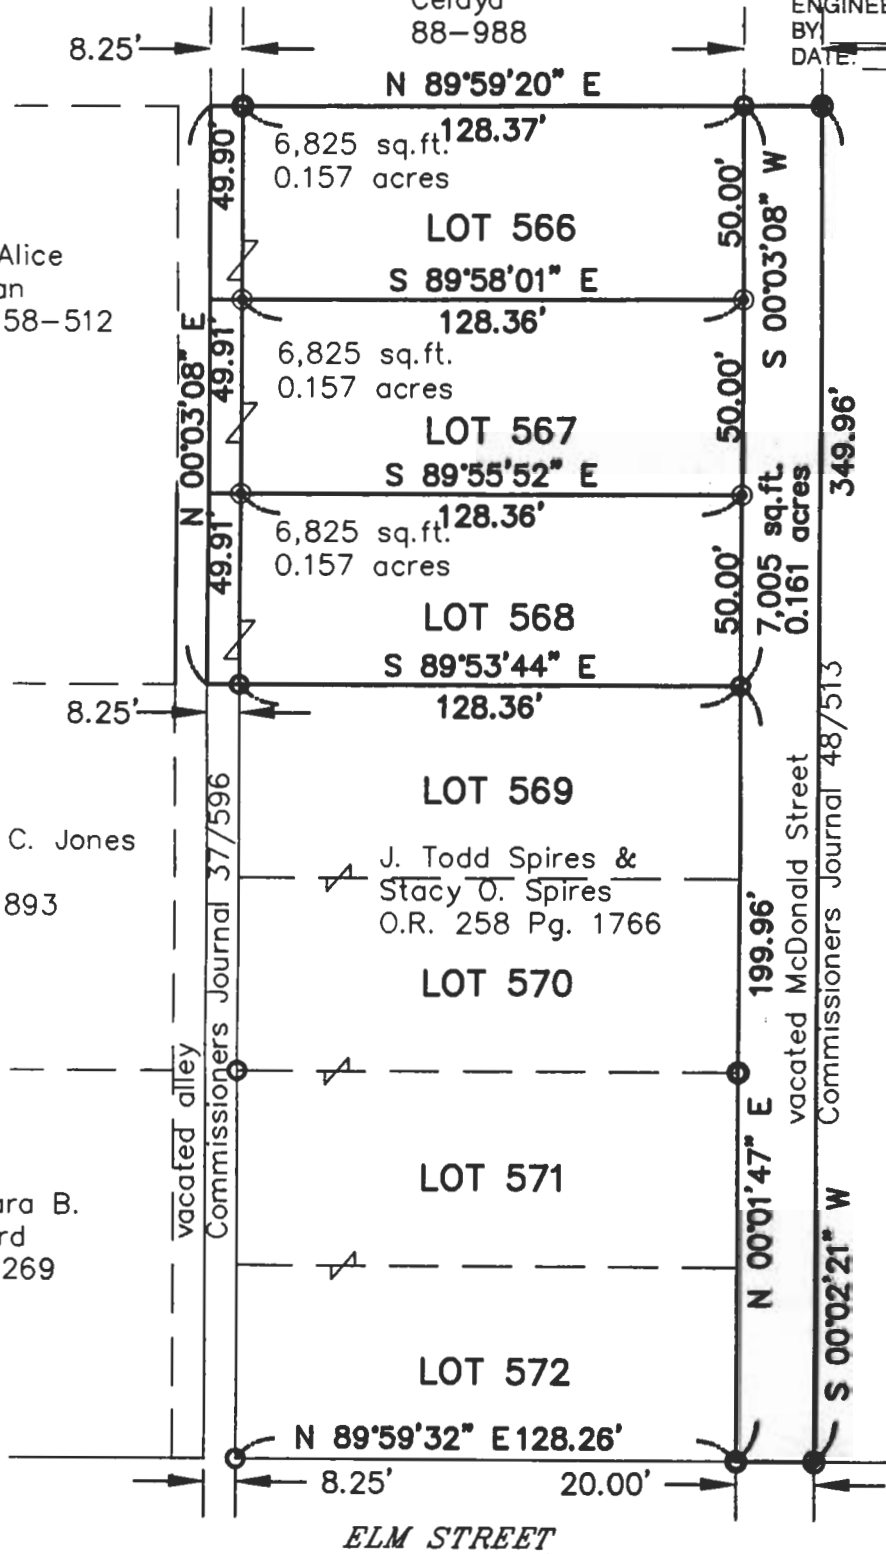 Celaya
88-988
ENGINEE
BY
DATE:
8.25'
N 89°59'20" E
128.37'
6,825 sq.ft.
0.157 acres
49.90'
LOT 566
50.00'
S 00°03'08" W
Alice
an
58-512
S 89°58'01" E
128.36'
6,825 sq.ft.
0.157 acres
N 00°03'08" E
49.91'
LOT 567
50.00'
349.96'
S 89°55'52" E
128.36'
6,825 sq.ft.
0.157 acres
49.91'
LOT 568
50.00'
7,005 sq.ft.
0.161 acres
S 89°53'44" E
128.36'
8.25'
LOT 569
C. Jones
893
J. Todd Spires &
Stacy O. Spires
O.R. 258 Pg. 1766
LOT 570
199.96'
N 00°01'47" E
vacated McDonald Street
Commissioners Journal 48/513
vacated alley
Commissioners Journal 37/596
LOT 571
ara B.
rd
269
S 00°02'21" W
LOT 572
N 89°59'32" E 128.26'
8.25'
20.00'
ELM STREET